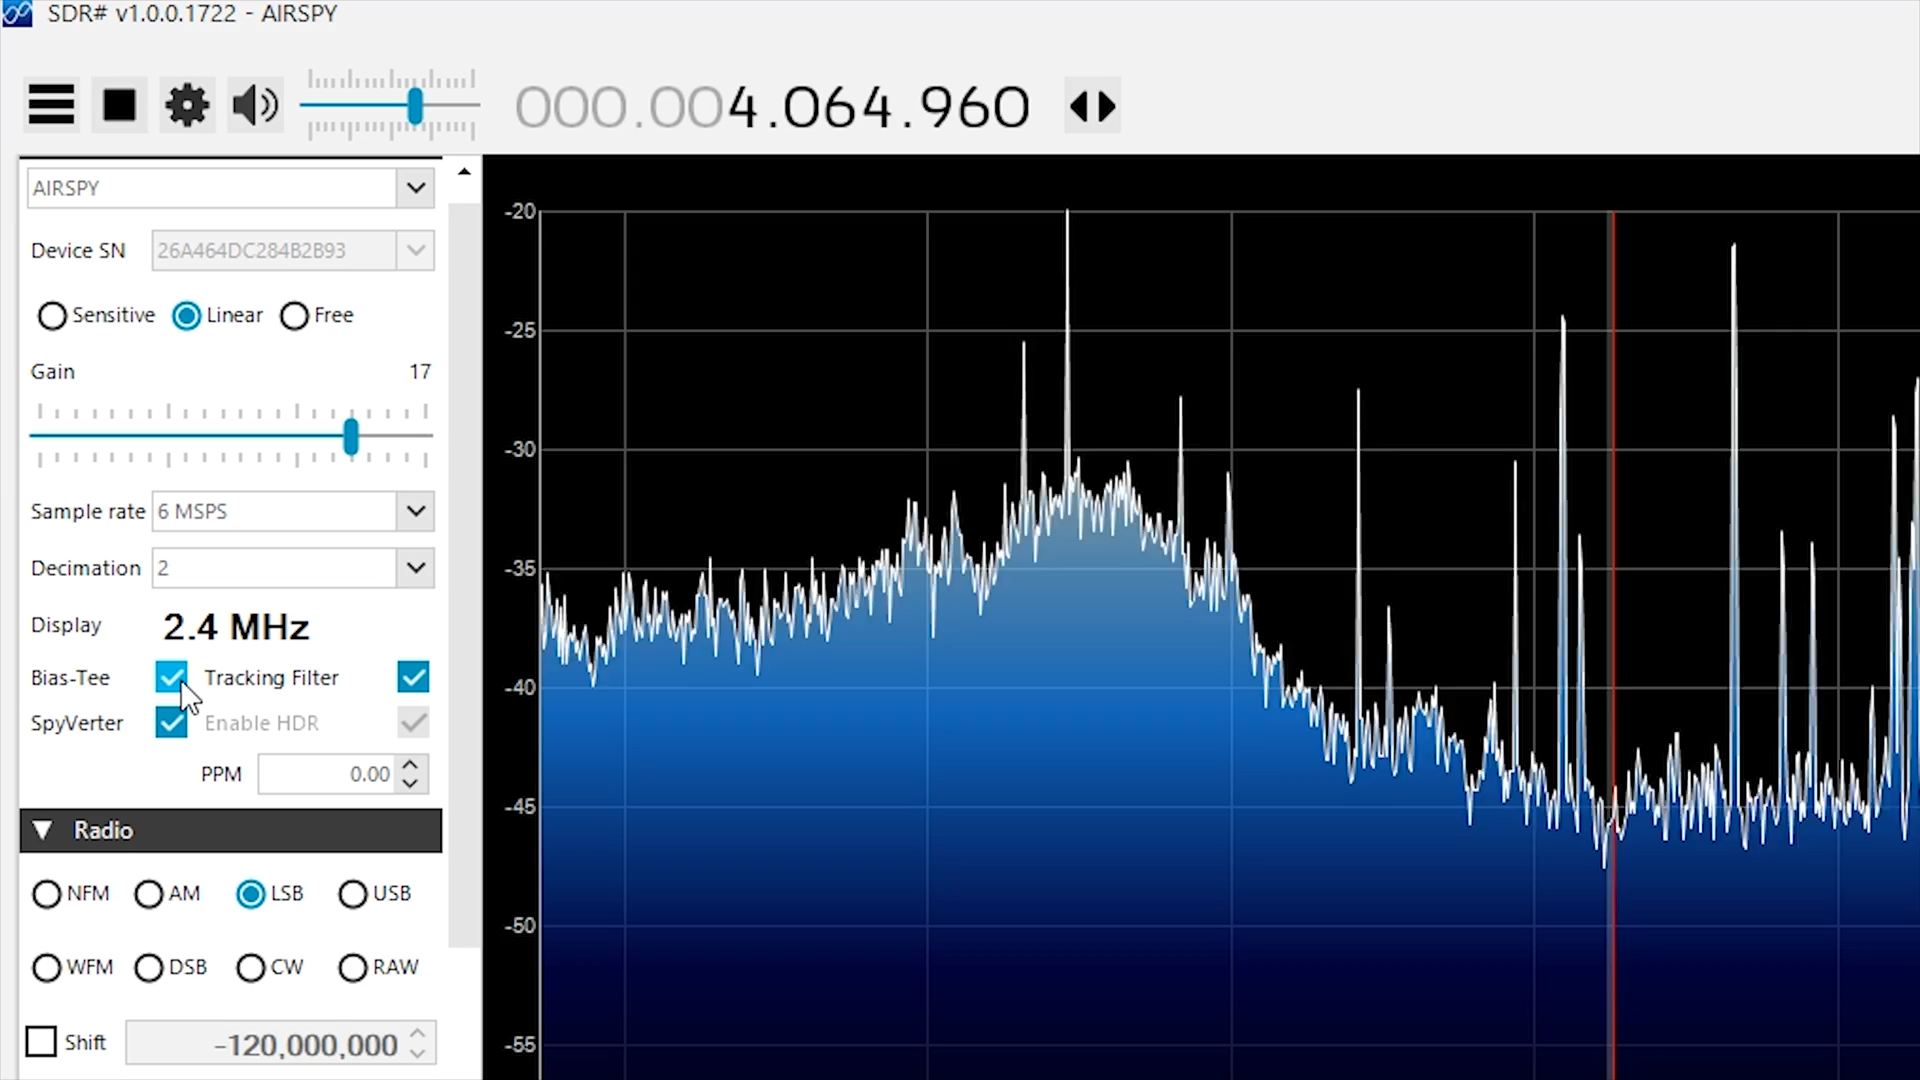 SDR# v1.0.0.1722 - AIRSPY
000.004.064.960
AIRSPY
Device SN 26A464DC284B2B93
Sensitive Linear Free
Gain 17
Sample rate 6 MSPS
Decimation 2
Display 2.4 MHz
Bias-Tee Tracking Filter
SpyVerter Enable HDR
PPM 0.00
Radio
NFM AM LSB USB
WFM DSB CW RAW
Shift -120,000,000
-20
-25
-30
-35
-40
-45
-50
-55